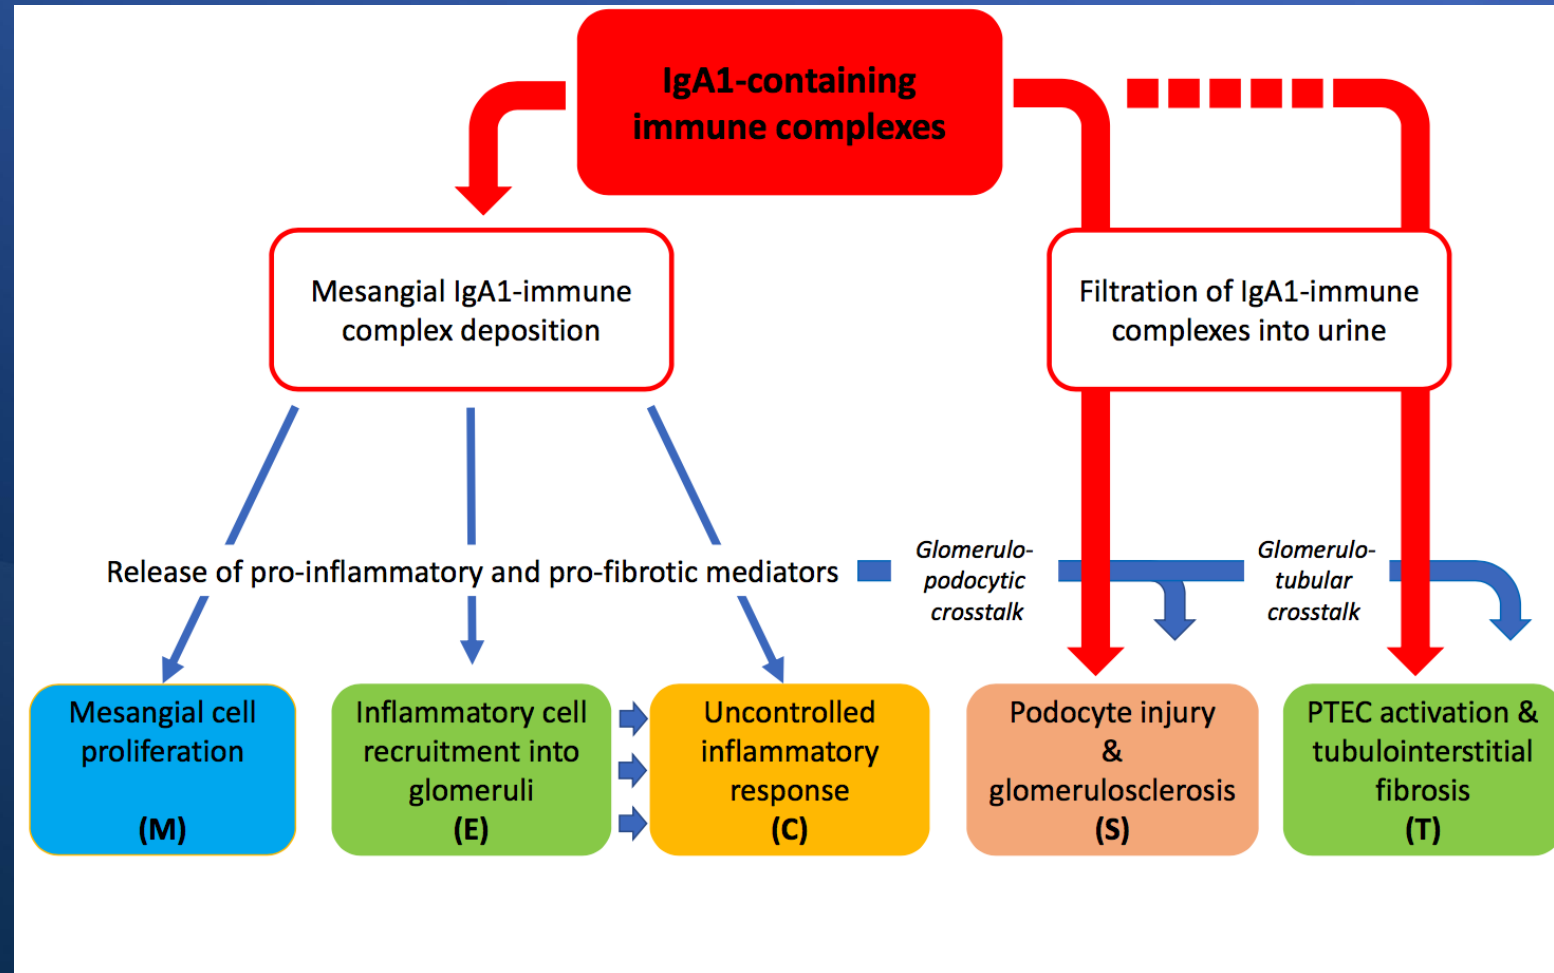 IgA1-containing
immune complexes
Mesangial IgA1-immune
complex deposition
Filtration of IgA1-immune
complexes into urine
Release of pro-inflammatory and pro-fibrotic mediators
Glomerulo-
podocytic
crosstalk
Glomerulo-
tubular
crosstalk
Mesangial cell
proliferation
(M)
Inflammatory cell
recruitment into
glomeruli
(E)
Uncontrolled
inflammatory
response
(C)
Podocyte injury
&
glomerulosclerosis
(S)
PTEC activation &
tubulointerstitial
fibrosis
(T)